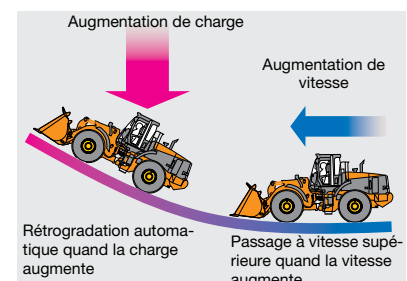 Augmentation de charge
Augmentation de
vitesse
Rétrogradation automa-
tique quand la charge
augmente
Passage à vitesse supé-
rieure quand la vitesse
augmente